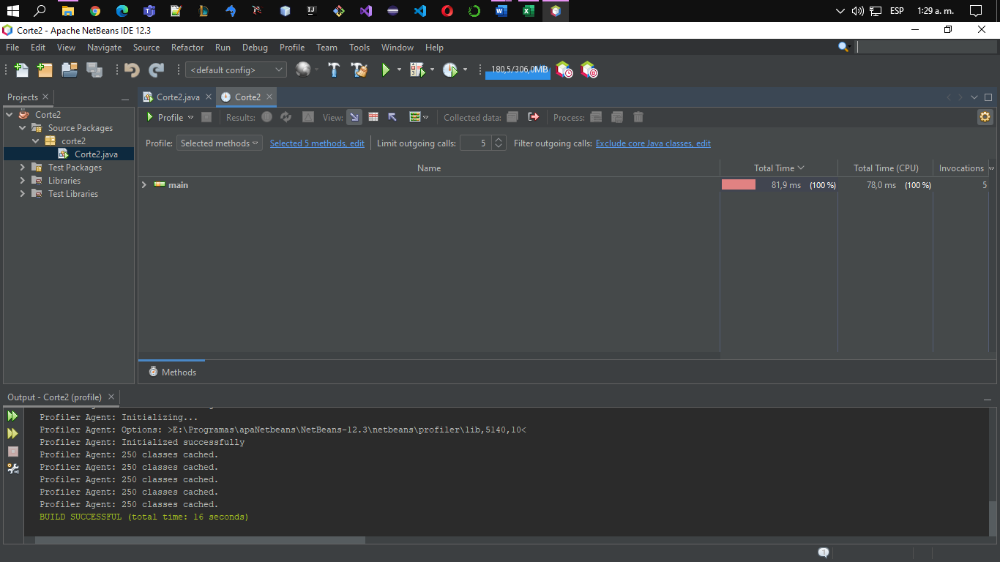 ESP 1:29 a. m.
Corte2 - Apache NetBeans IDE 12.3
File Edit View Navigate Source Refactor Run Debug Profile Team Tools Window Help
<default config> 180,5/306,0MB
Projects Corte2.java Corte2
Corte2
Source Packages
corte2
Corte2.java
Test Packages
Libraries
Test Libraries
Profile Results: View: Collected data: Process:
Profile: Selected methods Selected 5 methods, edit Limit outgoing calls: 5 Filter outgoing calls: Exclude core Java classes, edit
Name Total Time Total Time (CPU) Invocations
main 81,9 ms (100 %) 78,0 ms (100 %) 5
Methods
Output - Corte2 (profile)
Profiler Agent: Initializing...
Profiler Agent: Options: >E:\Programas\apaNetbeans\NetBeans-12.3\netbeans\profiler\lib,5140,10<
Profiler Agent: Initialized successfully
Profiler Agent: 250 classes cached.
Profiler Agent: 250 classes cached.
Profiler Agent: 250 classes cached.
Profiler Agent: 250 classes cached.
Profiler Agent: 250 classes cached.
BUILD SUCCESSFUL (total time: 16 seconds)
1